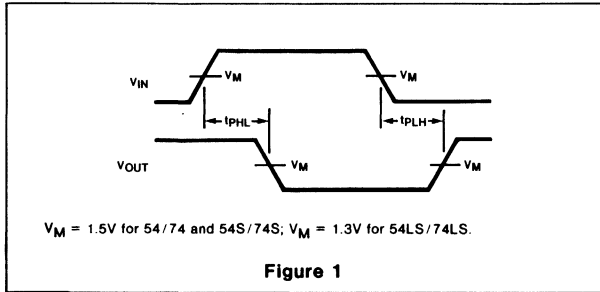 VIN VM VM
tPHL tPLH
VOUT VM VM
VM = 1.5V for 54/74 and 54S/74S; VM = 1.3V for 54LS/74LS.
Figure 1